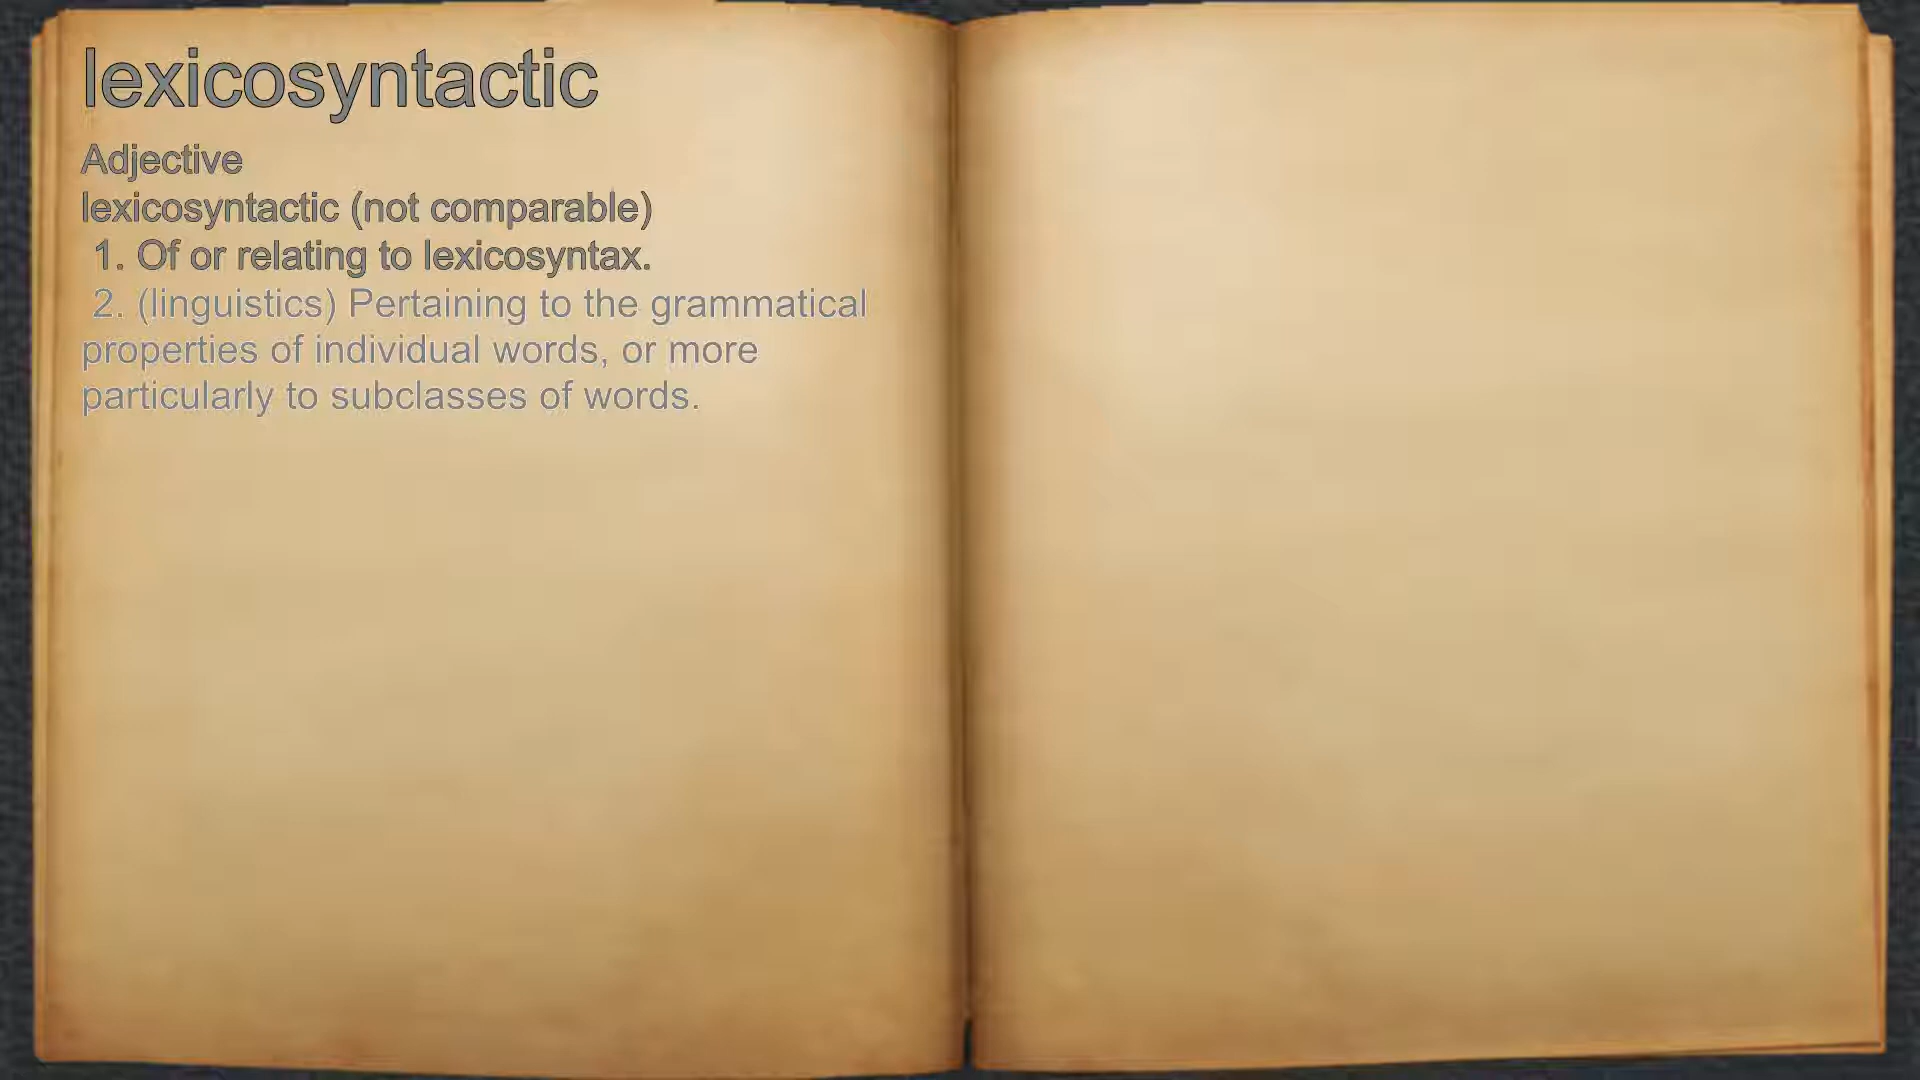 lexicosyntactic
Adjective
lexicosyntactic (not comparable)
1. Of or relating to lexicosyntax.
2. (linguistics) Pertaining to the grammatical
properties of individual words, or more
particularly to subclasses of words.